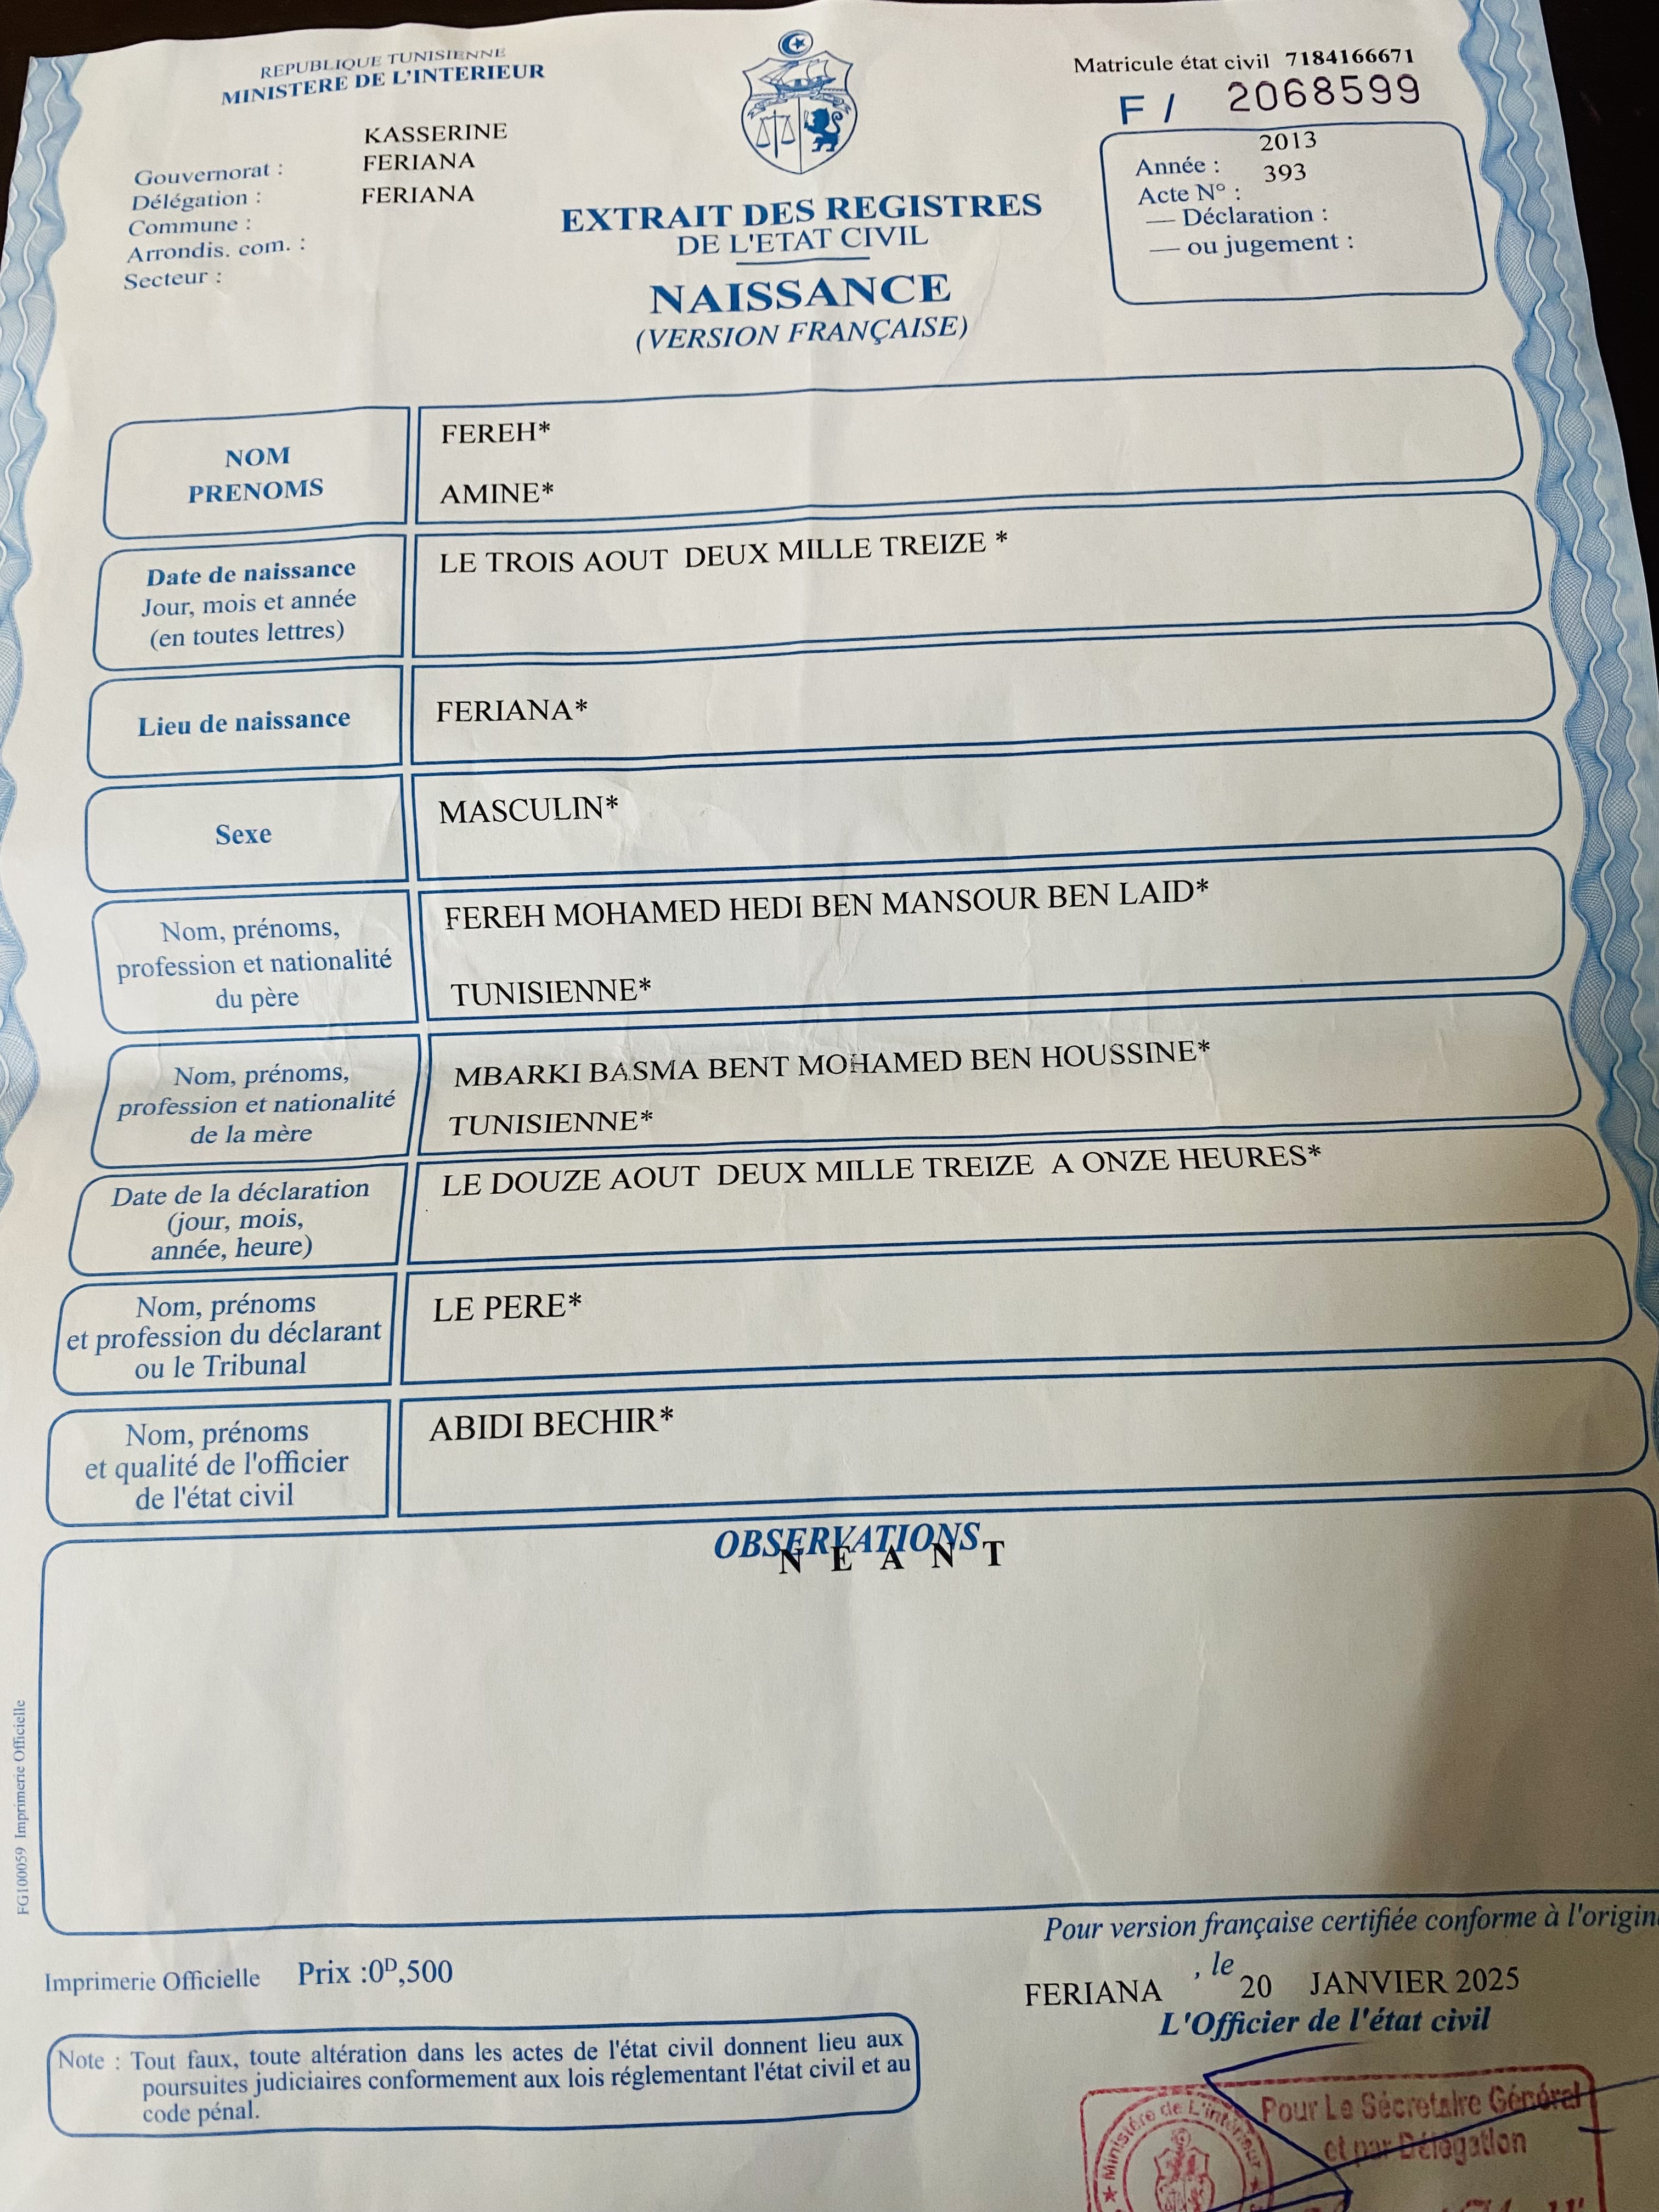 REPUBLIQUE TUNISIENNE
MINISTERE DE L'INTERIEUR
Matricule état civil 7184166671
F / 2068599
Gouvernorat : KASSERINE
Délégation : FERIANA
Commune : FERIANA
Arrondis. com. :
Secteur :
Année : 2013
Acte N° : 393
— Déclaration :
— ou jugement :
EXTRAIT DES REGISTRES
DE L'ETAT CIVIL
NAISSANCE
(VERSION FRANÇAISE)
NOM
PRENOMS
FEREH*
AMINE*
Date de naissance
Jour, mois et année
(en toutes lettres)
LE TROIS AOUT DEUX MILLE TREIZE *
Lieu de naissance
FERIANA*
Sexe
MASCULIN*
Nom, prénoms,
profession et nationalité
du père
FEREH MOHAMED HEDI BEN MANSOUR BEN LAID*
TUNISIENNE*
Nom, prénoms,
profession et nationalité
de la mère
MBARKI BASMA BENT MOHAMED BEN HOUSSINE*
TUNISIENNE*
Date de la déclaration
(jour, mois,
année, heure)
LE DOUZE AOUT DEUX MILLE TREIZE A ONZE HEURES*
Nom, prénoms
et profession du déclarant
ou le Tribunal
LE PERE*
Nom, prénoms
et qualité de l'officier
de l'état civil
ABIDI BECHIR*
OBSERVATIONS
N E A N T
FG100059 Imprimerie Officielle
Pour version française certifiée conforme à l'origin
Imprimerie Officielle Prix :0D,500
FERIANA , le 20 JANVIER 2025
L'Officier de l'état civil
Note : Tout faux, toute altération dans les actes de l'état civil donnent lieu aux
poursuites judiciaires conformement aux lois réglementant l'état civil et au
code pénal.
Ministère de L'intérieur
Pour Le Sécretaire Général
et par Délégation